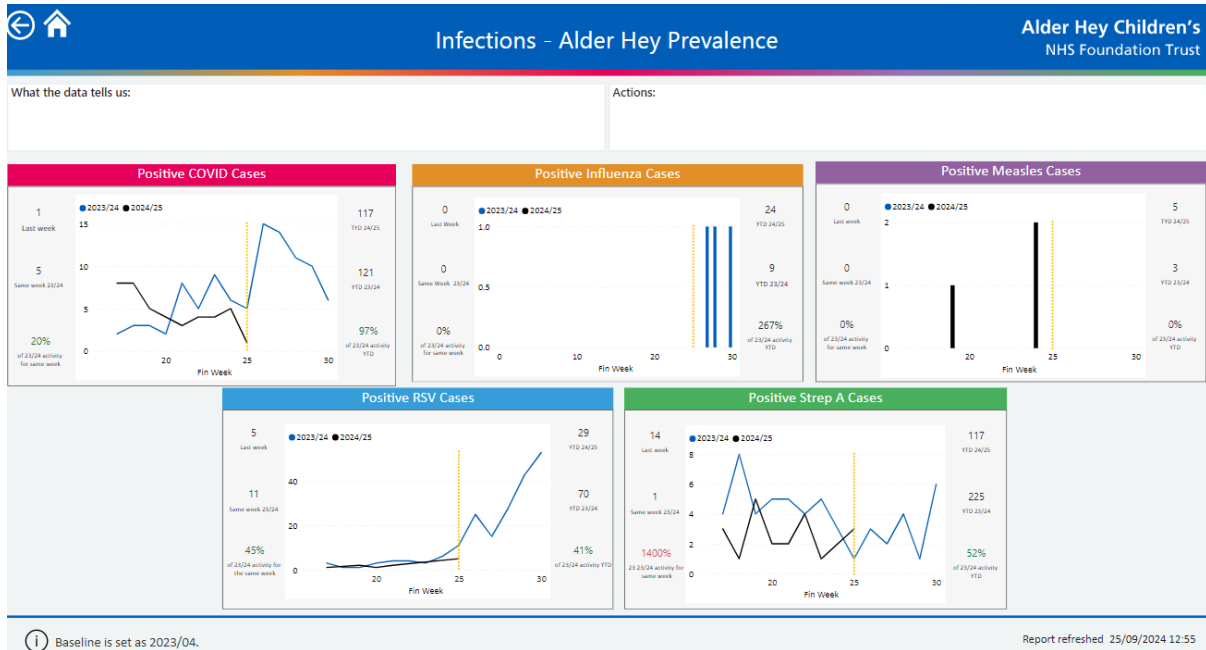 Infections - Alder Hey Prevalence
Alder Hey Children's
NHS Foundation Trust
What the data tells us:
Actions:
Positive COVID Cases
1
Last week
5
Same week 23/24
20%
of 23/24 activity
for same week
2023/24 2024/25
15
10
5
0
20 25 30
Fin Week
117
TYD 24/25
121
YTD 23/24
97%
of 23/24 activity
YTD
Positive Influenza Cases
0
Last Week
0
Same Week 23/24
0%
of 23/24 activity
for same week
2023/24 2024/25
1.0
0.5
0.0
0 10 20 30
Fin Week
24
YTD 24/25
9
YTD 23/24
267%
of 23/24 activity
YTD
Positive Measles Cases
0
Last week
0
Same week 23/24
0%
of 23/24 activity
for same week
2023/24 2024/25
2
1
0
20 25 30
Fin Week
5
TYD 24/25
3
YTD 23/24
0%
of 23/24 activity
YTD
Positive RSV Cases
5
Last week
11
Same week 23/24
45%
of 23/24 activity for
the same week
2023/24 2024/25
40
20
0
20 25 30
Fin Week
29
YTD 24/25
70
YTD 23/24
41%
of 23/24 activity YTD
Positive Strep A Cases
14
Last week
1
Same week 23/24
1400%
23 23/24 activity for
same week
2023/24 2024/25
8
6
4
2
0
20 25 30
Fin Week
117
YTD 24/25
225
YTD 23/24
52%
of 23/24 activity
YTD
Baseline is set as 2023/04.
Report refreshed 25/09/2024 12:55